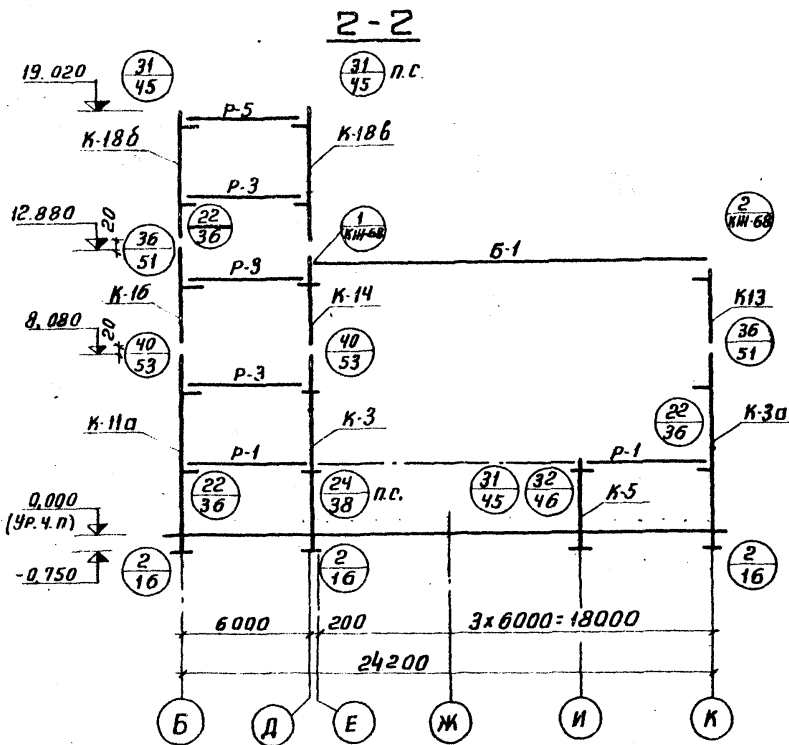 2-2
31
45
31
45
п.с.
19.020
Р-5
К-18б
К-18в
Р-3
12.880
20
22
36
36
51
1
КЖ-68
2
КЖ-68
Б-1
Р-3
К-16
К-14
К13
8,080
20
40
53
40
53
36
51
Р-3
К-11а
К-3
22
36
К-3а
Р-1
Р-1
22
36
24
38
п.с.
31
45
32
46
К-5
0,000
(Ур.ч.п)
-0,750
2
16
2
16
2
16
6000
200
3х6000=18000
24200
Б
Д
Е
Ж
И
К